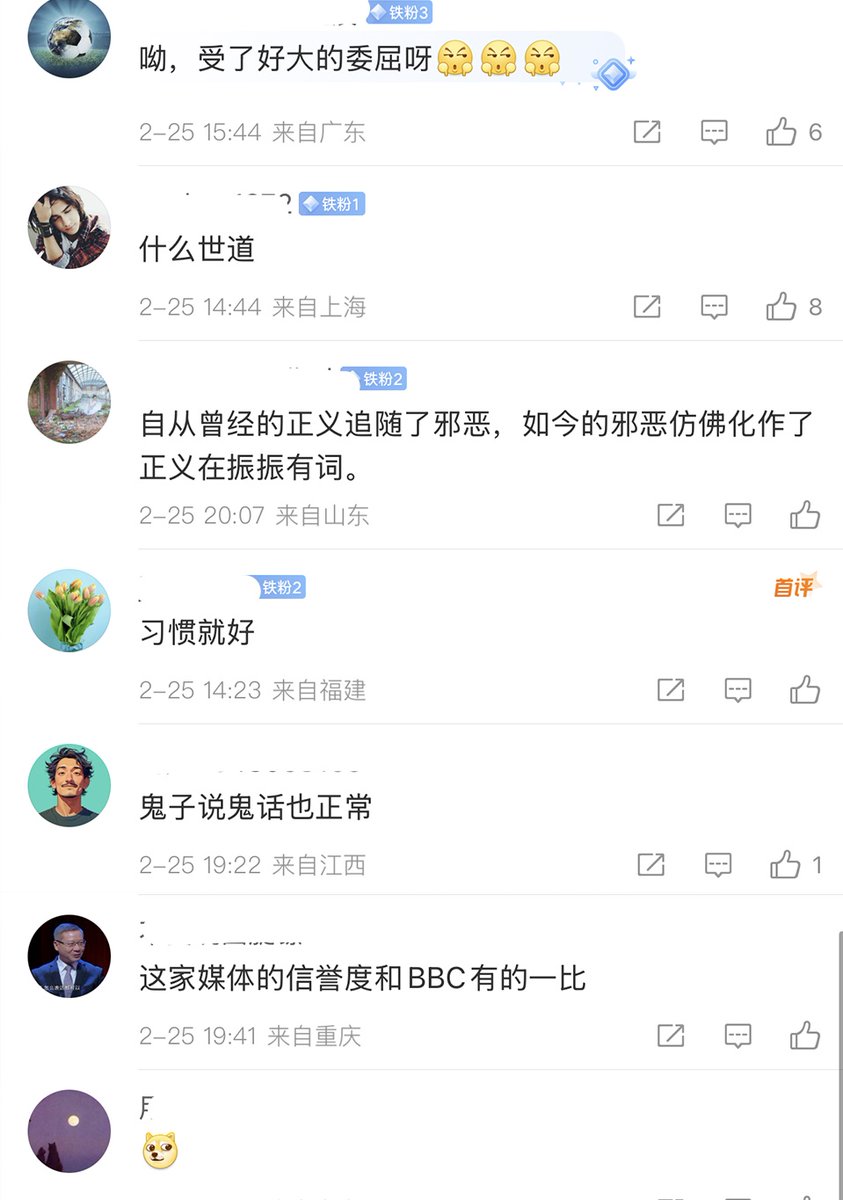 铁粉3
呦，受了好大的委屈呀
2-25 15:44 来自广东
6
铁粉1
什么世道
2-25 14:44 来自上海
8
铁粉2
自从曾经的正义追随了邪恶，如今的邪恶仿佛化作了
正义在振振有词。
2-25 20:07 来自山东
铁粉2
首评
习惯就好
2-25 14:23 来自福建
鬼子说鬼话也正常
2-25 19:22 来自江西
1
这家媒体的信誉度和BBC有的一比
2-25 19:41 来自重庆